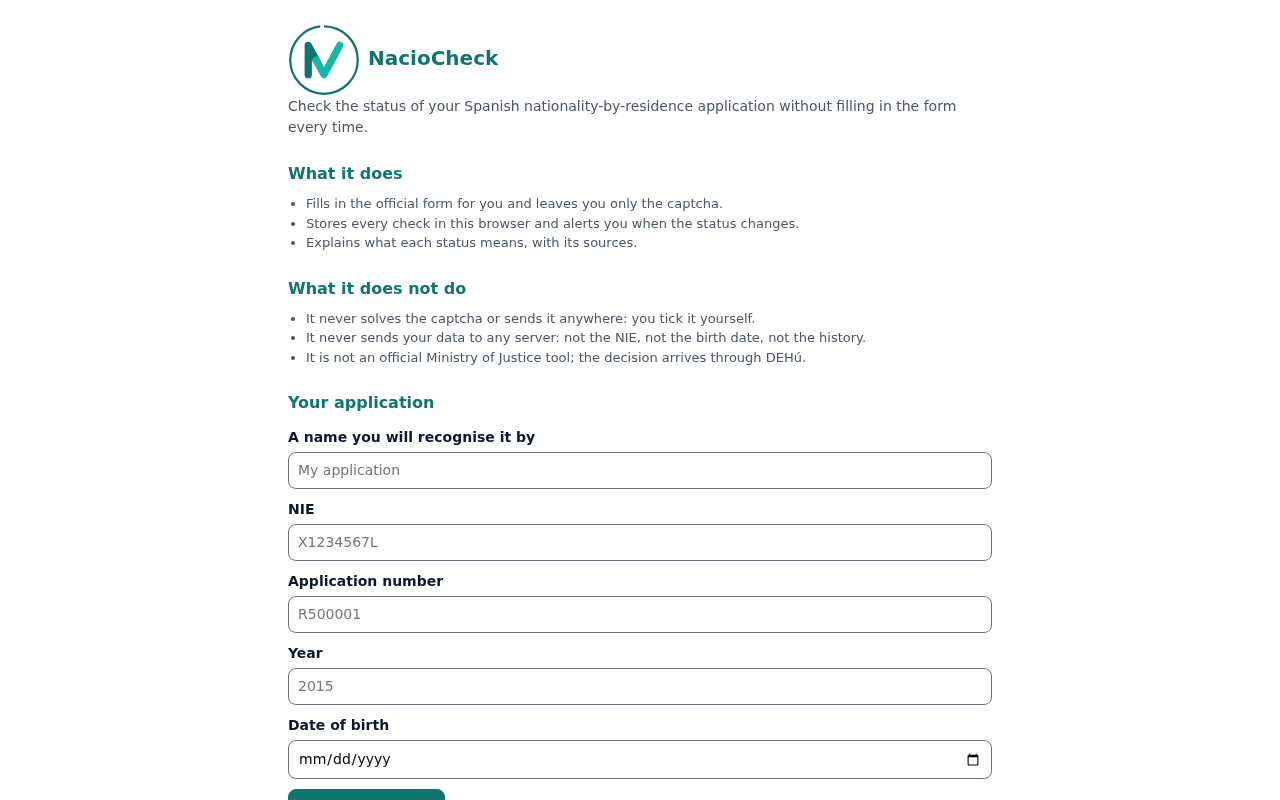 NacioCheck
Check the status of your Spanish nationality-by-residence application without filling in the form
every time.
What it does
• Fills in the official form for you and leaves you only the captcha.
• Stores every check in this browser and alerts you when the status changes.
• Explains what each status means, with its sources.
What it does not do
• It never solves the captcha or sends it anywhere: you tick it yourself.
• It never sends your data to any server: not the NIE, not the birth date, not the history.
• It is not an official Ministry of Justice tool; the decision arrives through DEHú.
Your application
A name you will recognise it by
My application
NIE
X1234567L
Application number
R500001
Year
2015
Date of birth
mm/dd/yyyy